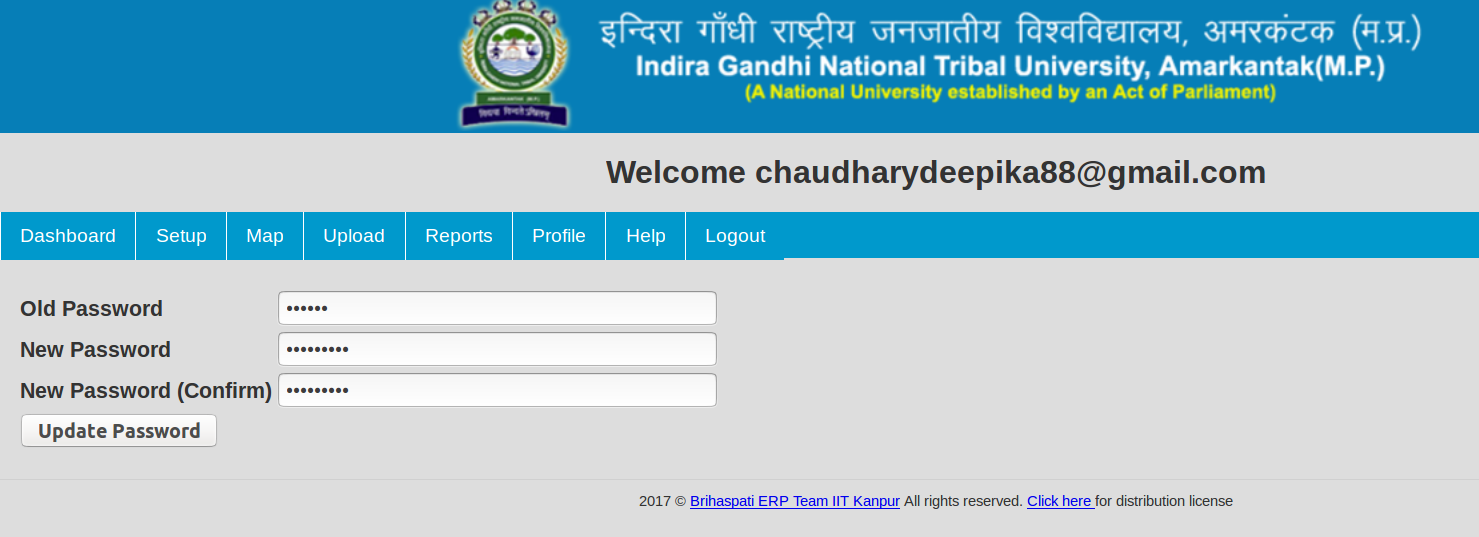 इन्दिरा गाँधी राष्ट्रीय जनजातीय विश्वविद्यालय, अमरकंटक (म.प्र.)
Indira Gandhi National Tribal University, Amarkantak(M.P.)
(A National University established by an Act of Parliament)
AMARKANTAK (M.P.)
Welcome chaudharydeepika88@gmail.com
Dashboard Setup Map Upload Reports Profile Help Logout
Old Password ••••••
New Password •••••••••
New Password (Confirm) •••••••••
Update Password
2017 © Brihaspati ERP Team IIT Kanpur All rights reserved. Click here for distribution license